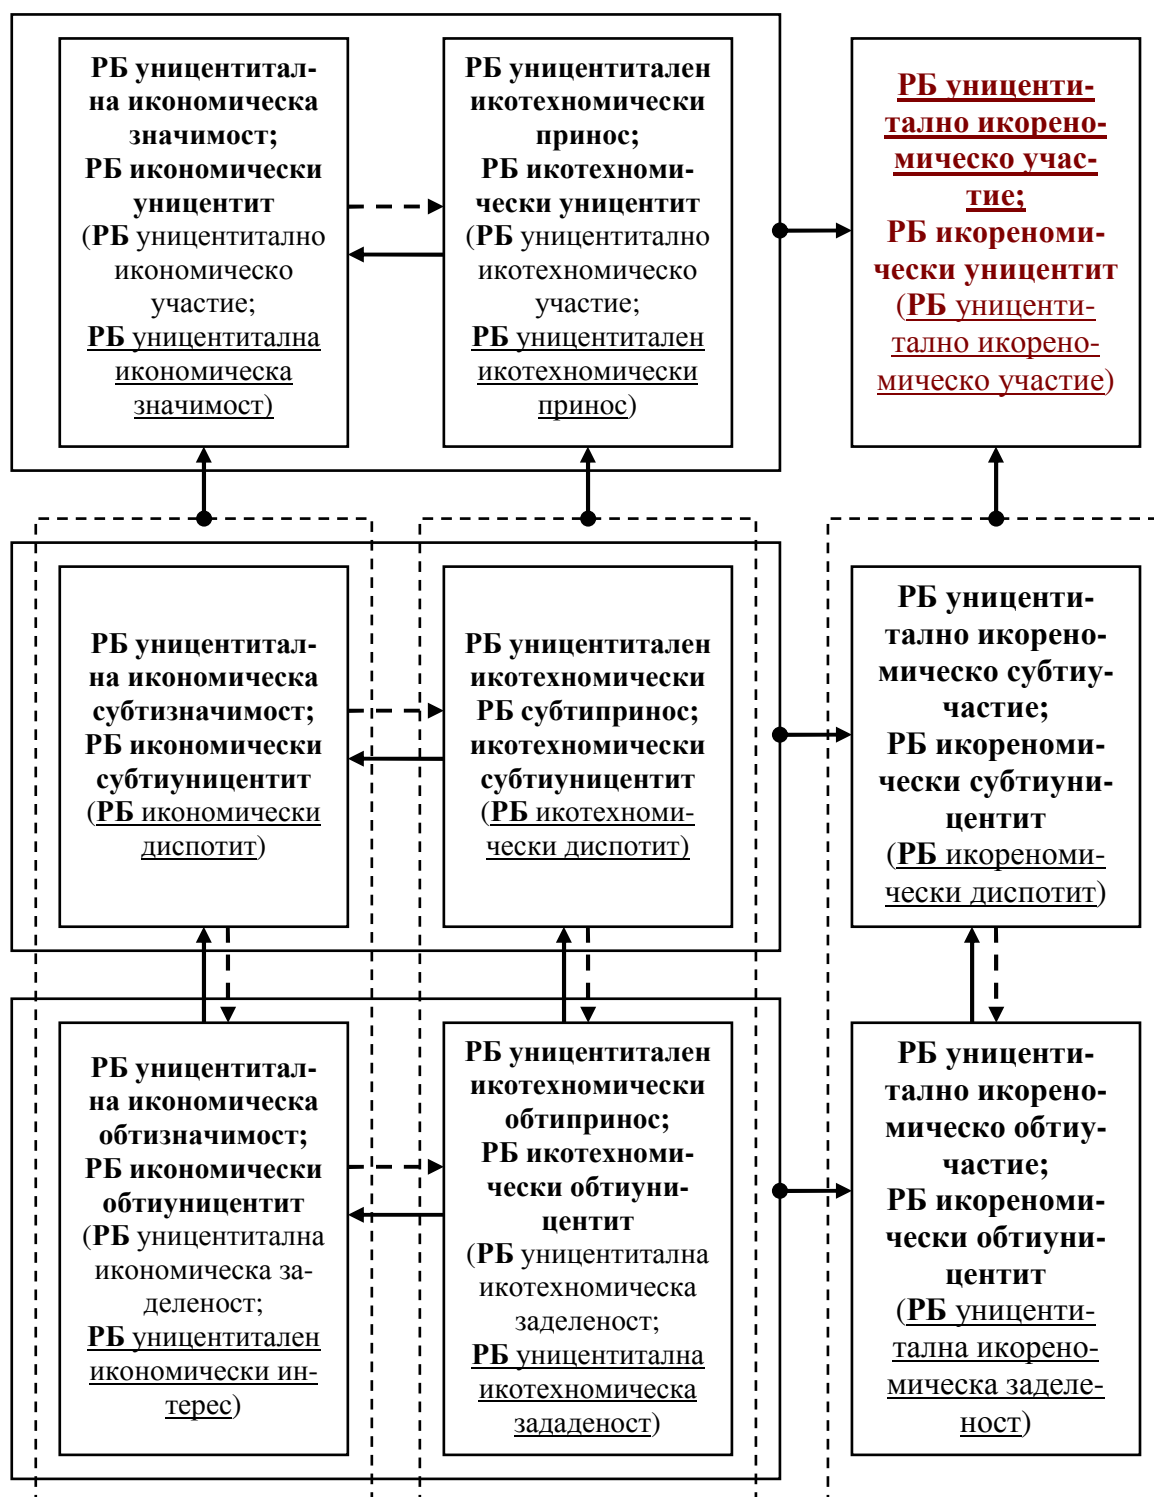 РБ уницентитал-
на икономическа
значимост;
РБ икономически
уницентит
(РБ уницентитално
икономическо
участие;
РБ уницентитална
икономическа
значимост)
РБ уницентитален
икотехномически
принос;
РБ икотехноми-
чески уницентит
(РБ уницентитално
икотехномическо
участие;
РБ уницентитален
икотехномически
принос)
РБ униценти-
тално икорено-
мическо учас-
тие;
РБ икореноми-
чески уницентит
(РБ униценти-
тално икорено-
мическо участие)
РБ уницентитал-
на икономическа
субтизначимост;
РБ икономически
субтиуницентит
(РБ икономически
диспотит)
РБ уницентитален
икотехномически
РБ субтипринос;
икотехномически
субтиуницентит
(РБ икотехноми-
чески диспотит)
РБ униценти-
тално икорено-
мическо субтиу-
частие;
РБ икореноми-
чески субтиуни-
центит
(РБ икореноми-
чески диспотит)
РБ уницентитал-
на икономическа
обтизначимост;
РБ икономически
обтиуницентит
(РБ уницентитална
икономическа за-
деленост;
РБ уницентитален
икономически ин-
терес)
РБ уницентитален
икотехномически
обтипринос;
РБ икотехноми-
чески обтиуни-
центит
(РБ уницентитална
икотехномическа
заделеност;
РБ уницентитална
икотехномическа
зададеност)
РБ униценти-
тално икорено-
мическо обтиу-
частие;
РБ икореноми-
чески обтиуни-
центит
(РБ униценти-
тална икорено-
мическа заделе-
ност)